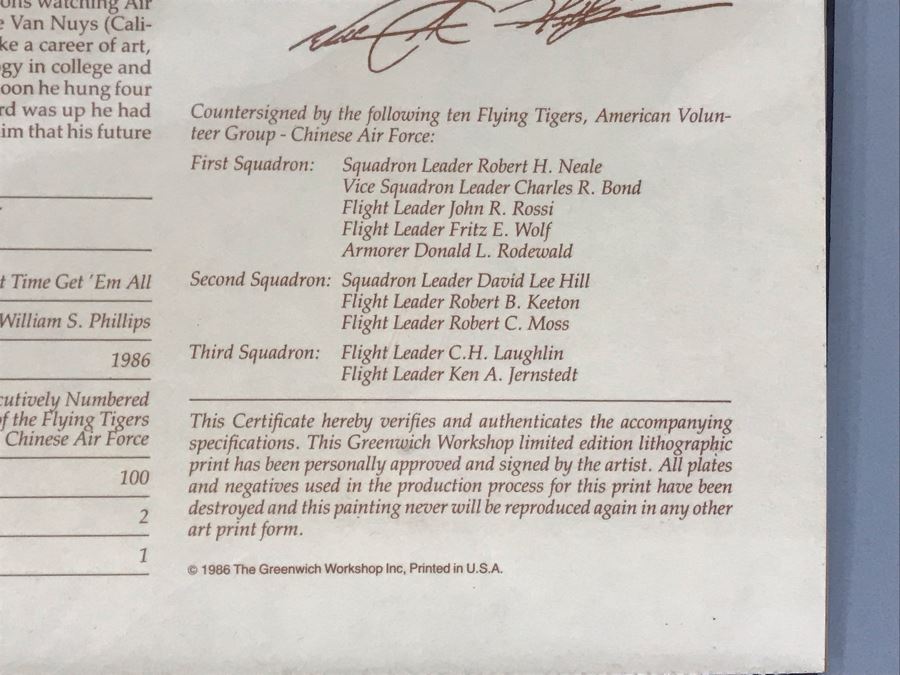 ons watching Air
e Van Nuys (Cali-
ke a career of art,
gy in college and
oon he hung four
rd was up he had
im that his future
t Time Get 'Em All
William S. Phillips
1986
cutively Numbered
of the Flying Tigers
Chinese Air Force
100
2
1
Countersigned by the following ten Flying Tigers, American Volun-
teer Group - Chinese Air Force:
First Squadron: Squadron Leader Robert H. Neale
Vice Squadron Leader Charles R. Bond
Flight Leader John R. Rossi
Flight Leader Fritz E. Wolf
Armorer Donald L. Rodewald
Second Squadron: Squadron Leader David Lee Hill
Flight Leader Robert B. Keeton
Flight Leader Robert C. Moss
Third Squadron: Flight Leader C.H. Laughlin
Flight Leader Ken A. Jernstedt
This Certificate hereby verifies and authenticates the accompanying
specifications. This Greenwich Workshop limited edition lithographic
print has been personally approved and signed by the artist. All plates
and negatives used in the production process for this print have been
destroyed and this painting never will be reproduced again in any other
art print form.
© 1986 The Greenwich Workshop Inc, Printed in U.S.A.